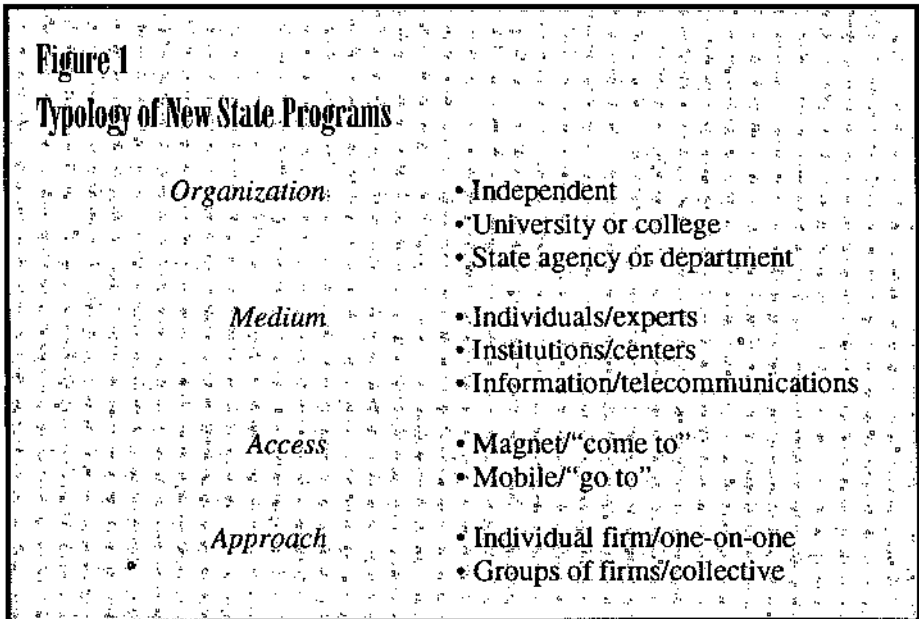 Figure 1
Typology of New State Programs
Organization • Independent
• University or college
• State agency or department
Medium • Individuals/experts
• Institutions/centers
• Information/telecommunications
Access • Magnet/“come to”
• Mobile/“go to”
Approach • Individual firm/one-on-one
• Groups of firms/collective